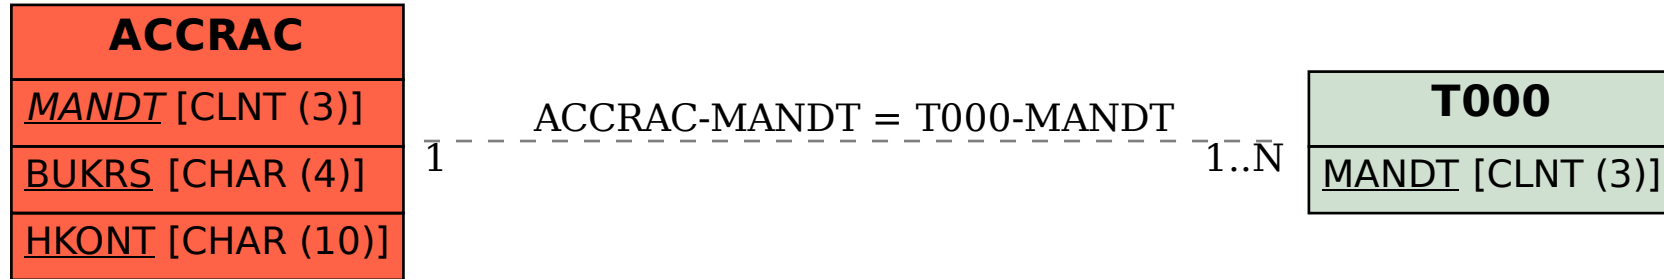 ACCRAC
MANDT [CLNT (3)]
BUKRS [CHAR (4)]
HKONT [CHAR (10)]
ACCRAC-MANDT = T000-MANDT
1
1..N
T000
MANDT [CLNT (3)]